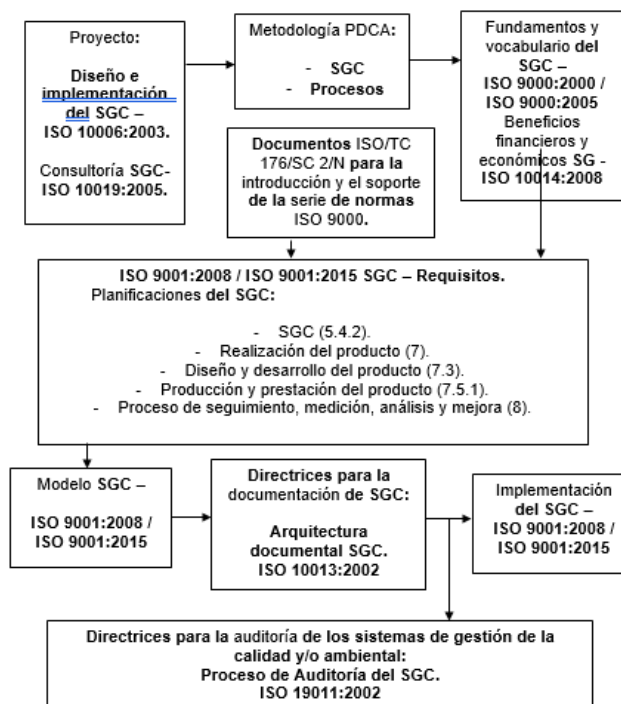 Proyecto:
Diseño e
implementación
del SGC –
ISO 10006:2003.
Consultoría SGC-
ISO 10019:2005.
Metodología PDCA:
- SGC
- Procesos
Fundamentos y
vocabulario del
SGC –
ISO 9000:2000 /
ISO 9000:2005
Beneficios
financieros y
económicos SG -
ISO 10014:2008
Documentos ISO/TC
176/SC 2/N para la
introducción y el soporte
de la serie de normas
ISO 9000.
ISO 9001:2008 / ISO 9001:2015 SGC – Requisitos.
Planificaciones del SGC:
- SGC (5.4.2).
- Realización del producto (7).
- Diseño y desarrollo del producto (7.3).
- Producción y prestación del producto (7.5.1).
- Proceso de seguimiento, medición, análisis y mejora (8).
Modelo SGC –
ISO 9001:2008 /
ISO 9001:2015
Directrices para la
documentación de SGC:
Arquitectura
documental SGC.
ISO 10013:2002
Implementación
del SGC –
ISO 9001:2008 /
ISO 9001:2015
Directrices para la auditoría de los sistemas de gestión de la
calidad y/o ambiental:
Proceso de Auditoría del SGC.
ISO 19011:2002